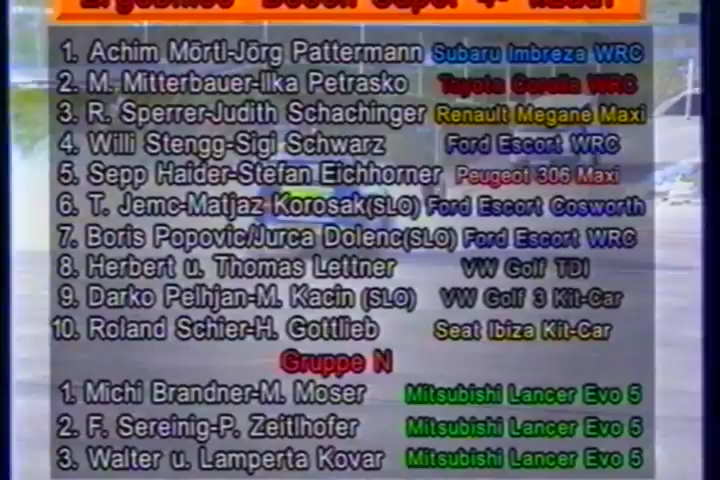 Ergebnisse "Bosch Super 4-
1. Achim Mörtl-Jörg Pattermann Subaru Imbreza WRC
2. M. Mitterbauer-Ilka Petrasko Toyota Corolla WRC
3. R. Sperrer-Judith Schachinger Renault Megane Maxi
4. Willi Stengg-Sigi Schwarz Ford Escort WRC
5. Sepp Haider-Stefan Eichhorner Peugeot 306 Maxi
6. T. Jemc-Matjaz Korosak(SLO) Ford Escort Cosworth
7. Boris Popovic/Jurca Dolenc(SLO) Ford Escort WRC
8. Herbert u. Thomas Lettner VW Golf TDI
9. Darko Pelhjan-M. Kacin (SLO) VW Golf 3 Kit-Car
10. Roland Schier-H. Gottlieb Seat Ibiza Kit-Car
Gruppe N
1. Michi Brandner-M. Moser Mitsubishi Lancer Evo 5
2. F. Sereinig-P. Zeitlhofer Mitsubishi Lancer Evo 5
3. Walter u. Lamperta Kovar Mitsubishi Lancer Evo 5